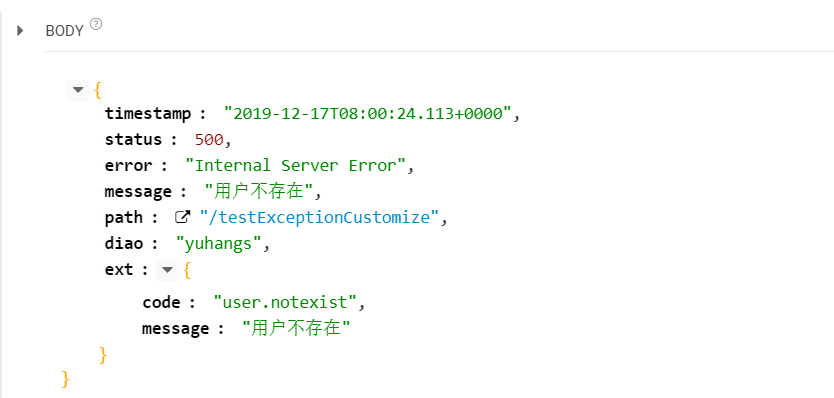 BODY ?
{
timestamp : "2019-12-17T08:00:24.113+0000",
status : 500,
error : "Internal Server Error",
message : "用户不存在",
path : "/testExceptionCustomize",
diao : "yuhangs",
ext : {
code : "user.notexist",
message : "用户不存在"
}
}